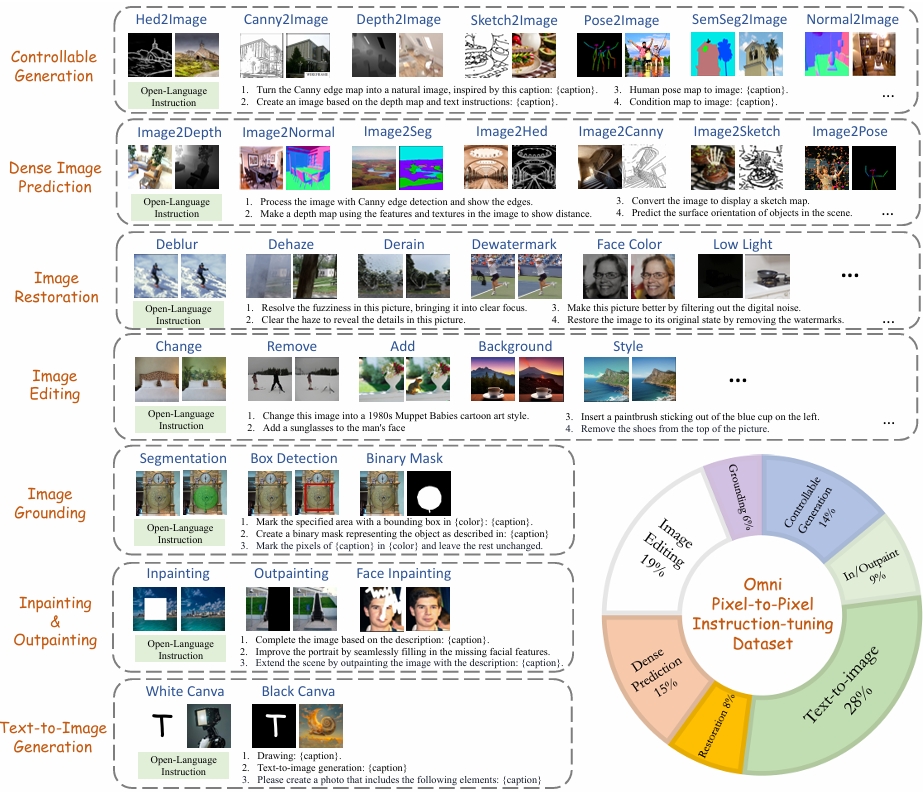 Controllable
Generation
Hed2Image
Canny2Image
Depth2Image
Sketch2Image
Pose2Image
SemSeg2Image
Normal2Image
Open-Language
Instruction
1. Turn the Canny edge map into a natural image, inspired by this caption: {caption}.
2. Create an image based on the depth map and text instructions: {caption}.
3. Human pose map to image: {caption}.
4. Condition map to image: {caption}.
...
Dense Image
Prediction
Image2Depth
Image2Normal
Image2Seg
Image2Hed
Image2Canny
Image2Sketch
Image2Pose
Open-Language
Instruction
1. Process the image with Canny edge detection and show the edges.
2. Make a depth map using the features and textures in the image to show distance.
3. Convert the image to display a sketch map.
4. Predict the surface orientation of objects in the scene.
...
Image
Restoration
Deblur
Dehaze
Derain
Dewatermark
Face Color
Low Light
...
Open-Language
Instruction
1. Resolve the fuzziness in this picture, bringing it into clear focus.
2. Clear the haze to reveal the details in this picture.
3. Make this picture better by filtering out the digital noise.
4. Restore the image to its original state by removing the watermarks.
...
Image
Editing
Change
Remove
Add
Background
Style
...
Open-Language
Instruction
1. Change this image into a 1980s Muppet Babies cartoon art style.
2. Add a sunglasses to the man's face
3. Insert a paintbrush sticking out of the blue cup on the left.
4. Remove the shoes from the top of the picture.
...
Image
Grounding
Segmentation
Box Detection
Binary Mask
Open-Language
Instruction
1. Mark the specified area with a bounding box in {color}: {caption}.
2. Create a binary mask representing the object as described in: {caption}
3. Mark the pixels of {caption} in {color} and leave the rest unchanged.
Inpainting
&
Outpainting
Inpainting
Outpainting
Face Inpainting
Open-Language
Instruction
1. Complete the image based on the description: {caption}.
2. Improve the portrait by seamlessly filling in the missing facial features.
3. Extend the scene by outpainting the image with the description: {caption}.
Text-to-Image
Generation
White Canva
Black Canva
T
T
Open-Language
Instruction
1. Drawing: {caption}.
2. Text-to-image generation: {caption}
3. Please create a photo that includes the following elements: {caption}
Omni
Pixel-to-Pixel
Instruction-tuning
Dataset
Grounding 6%
Controllable
Generation
14%
In/Outpaint
9%
Text-to-image
28%
Restoration 8%
Dense
Prediction
15%
Image
Editing
19%